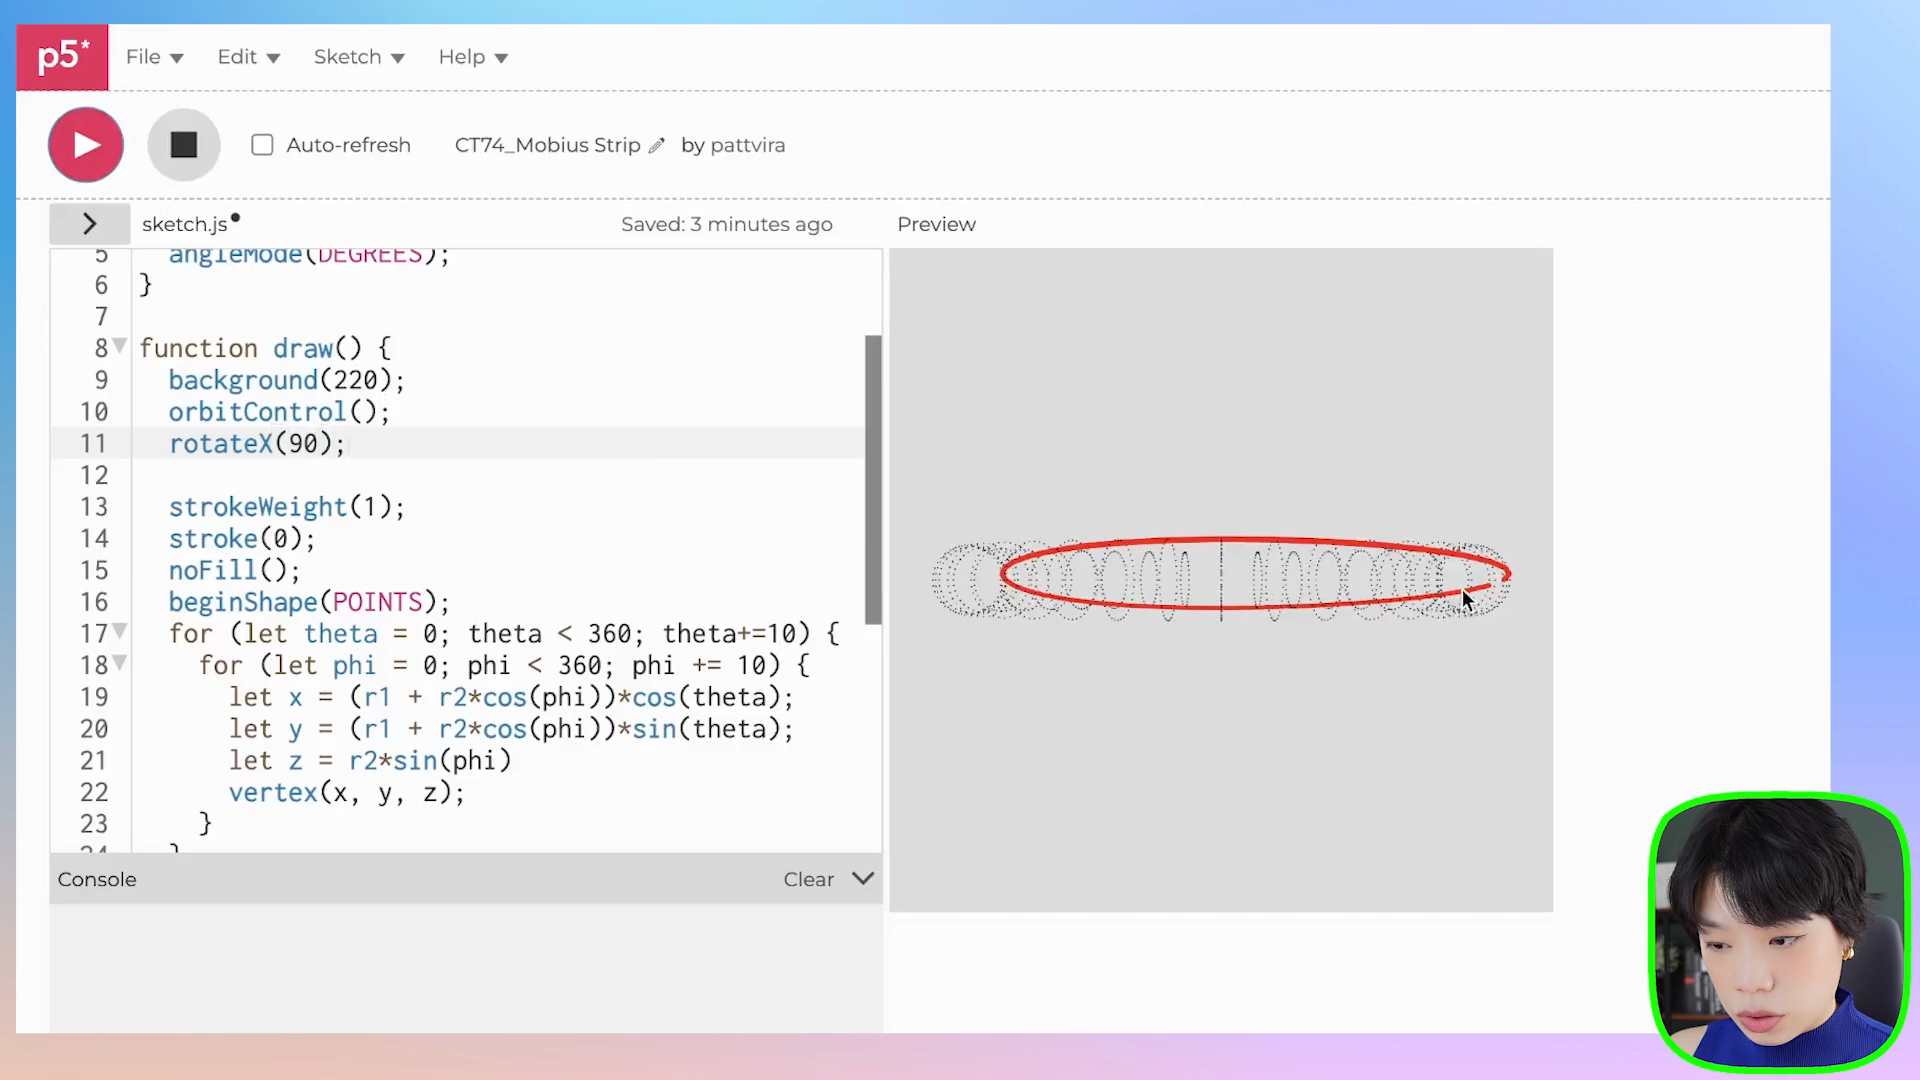 p5*
File
Edit
Sketch
Help
Auto-refresh
CT74_Mobius Strip
by pattvira
sketch.js
Saved: 3 minutes ago
Preview
5 angleMode(DEGREES);
6 }
7
8 function draw() {
9 background(220);
10 orbitControl();
11 rotateX(90);
12
13 strokeWeight(1);
14 stroke(0);
15 noFill();
16 beginShape(POINTS);
17 for (let theta = 0; theta < 360; theta+=10) {
18 for (let phi = 0; phi < 360; phi += 10) {
19 let x = (r1 + r2*cos(phi))*cos(theta);
20 let y = (r1 + r2*cos(phi))*sin(theta);
21 let z = r2*sin(phi)
22 vertex(x, y, z);
23 }
24 }
Console
Clear